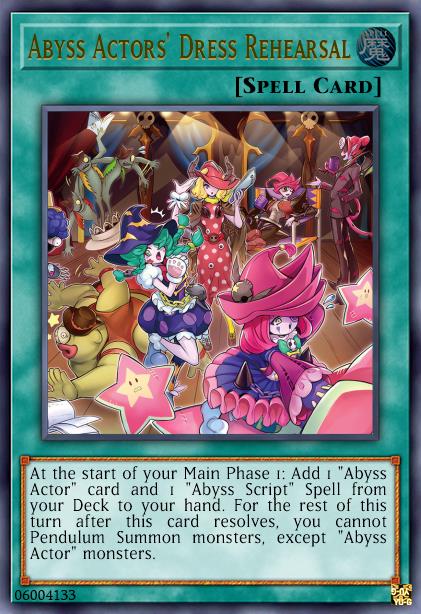 Abyss Actors' Dress Rehearsal 魔
[Spell Card]
At the start of your Main Phase 1: Add 1 "Abyss
Actor" card and 1 "Abyss Script" Spell from
your Deck to your hand. For the rest of this
turn after this card resolves, you cannot
Pendulum Summon monsters, except "Abyss
Actor" monsters.
06004133